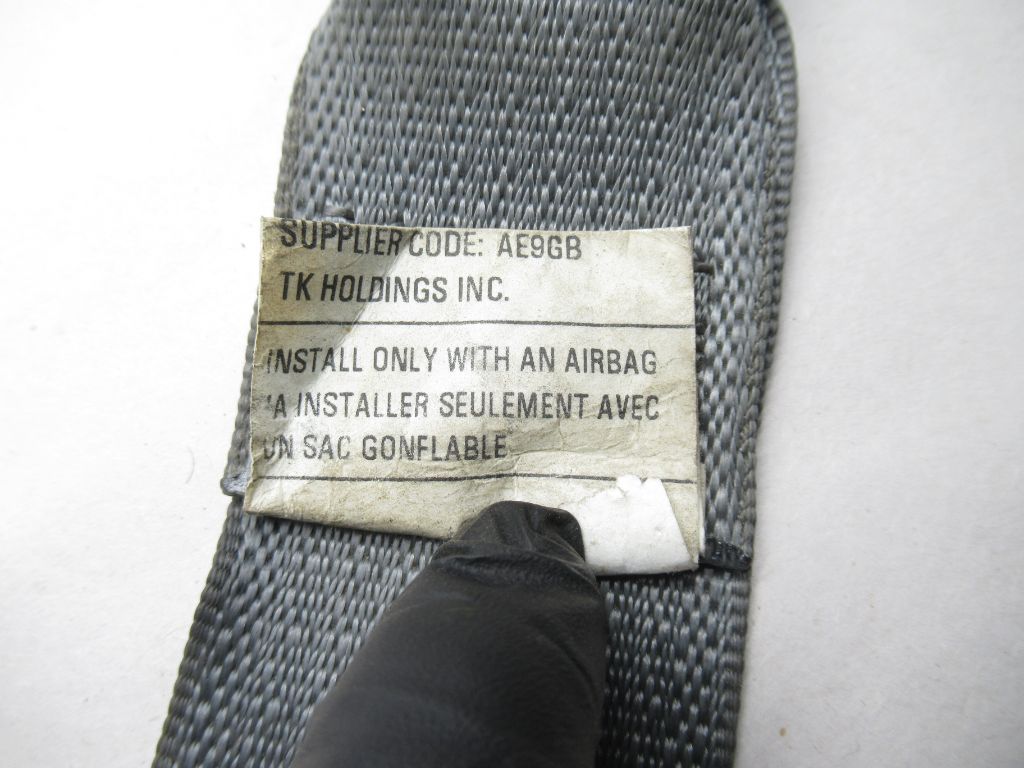 SUPPLIER CODE: AE9GB
TK HOLDINGS INC.
INSTALL ONLY WITH AN AIRBAG
'A INSTALLER SEULEMENT AVEC
UN SAC GONFLABLE